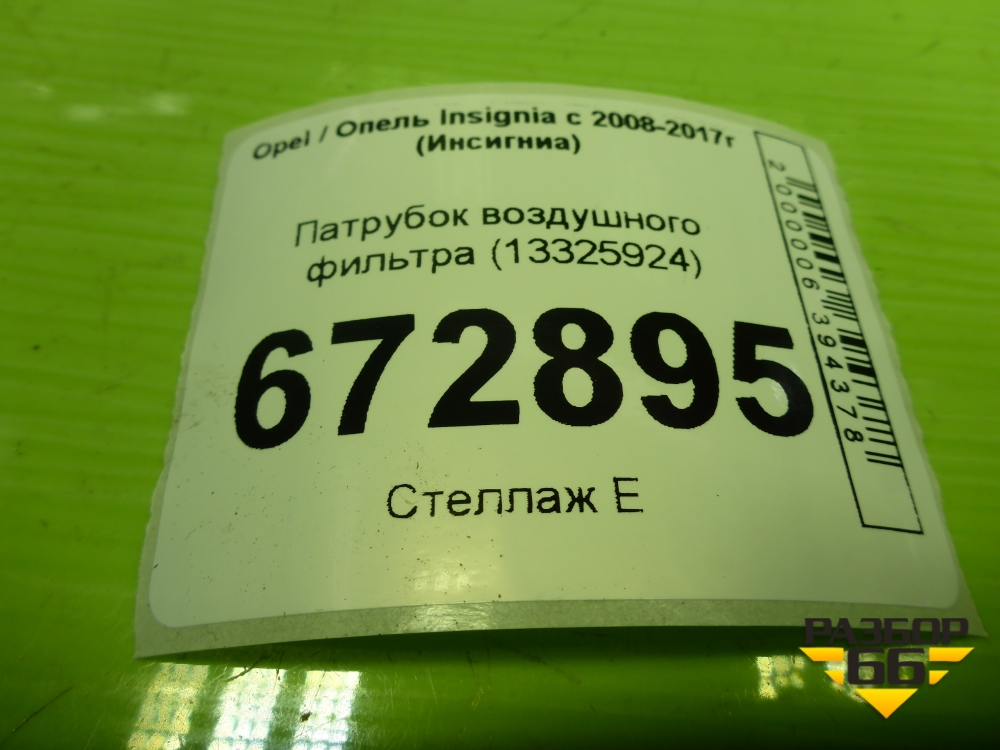 Opel / Опель Insignia с 2008-2017г
(Инсигниа)
Патрубок воздушного
фильтра (13325924)
672895
Стеллаж Е
2000006394378
РАЗБОР
66